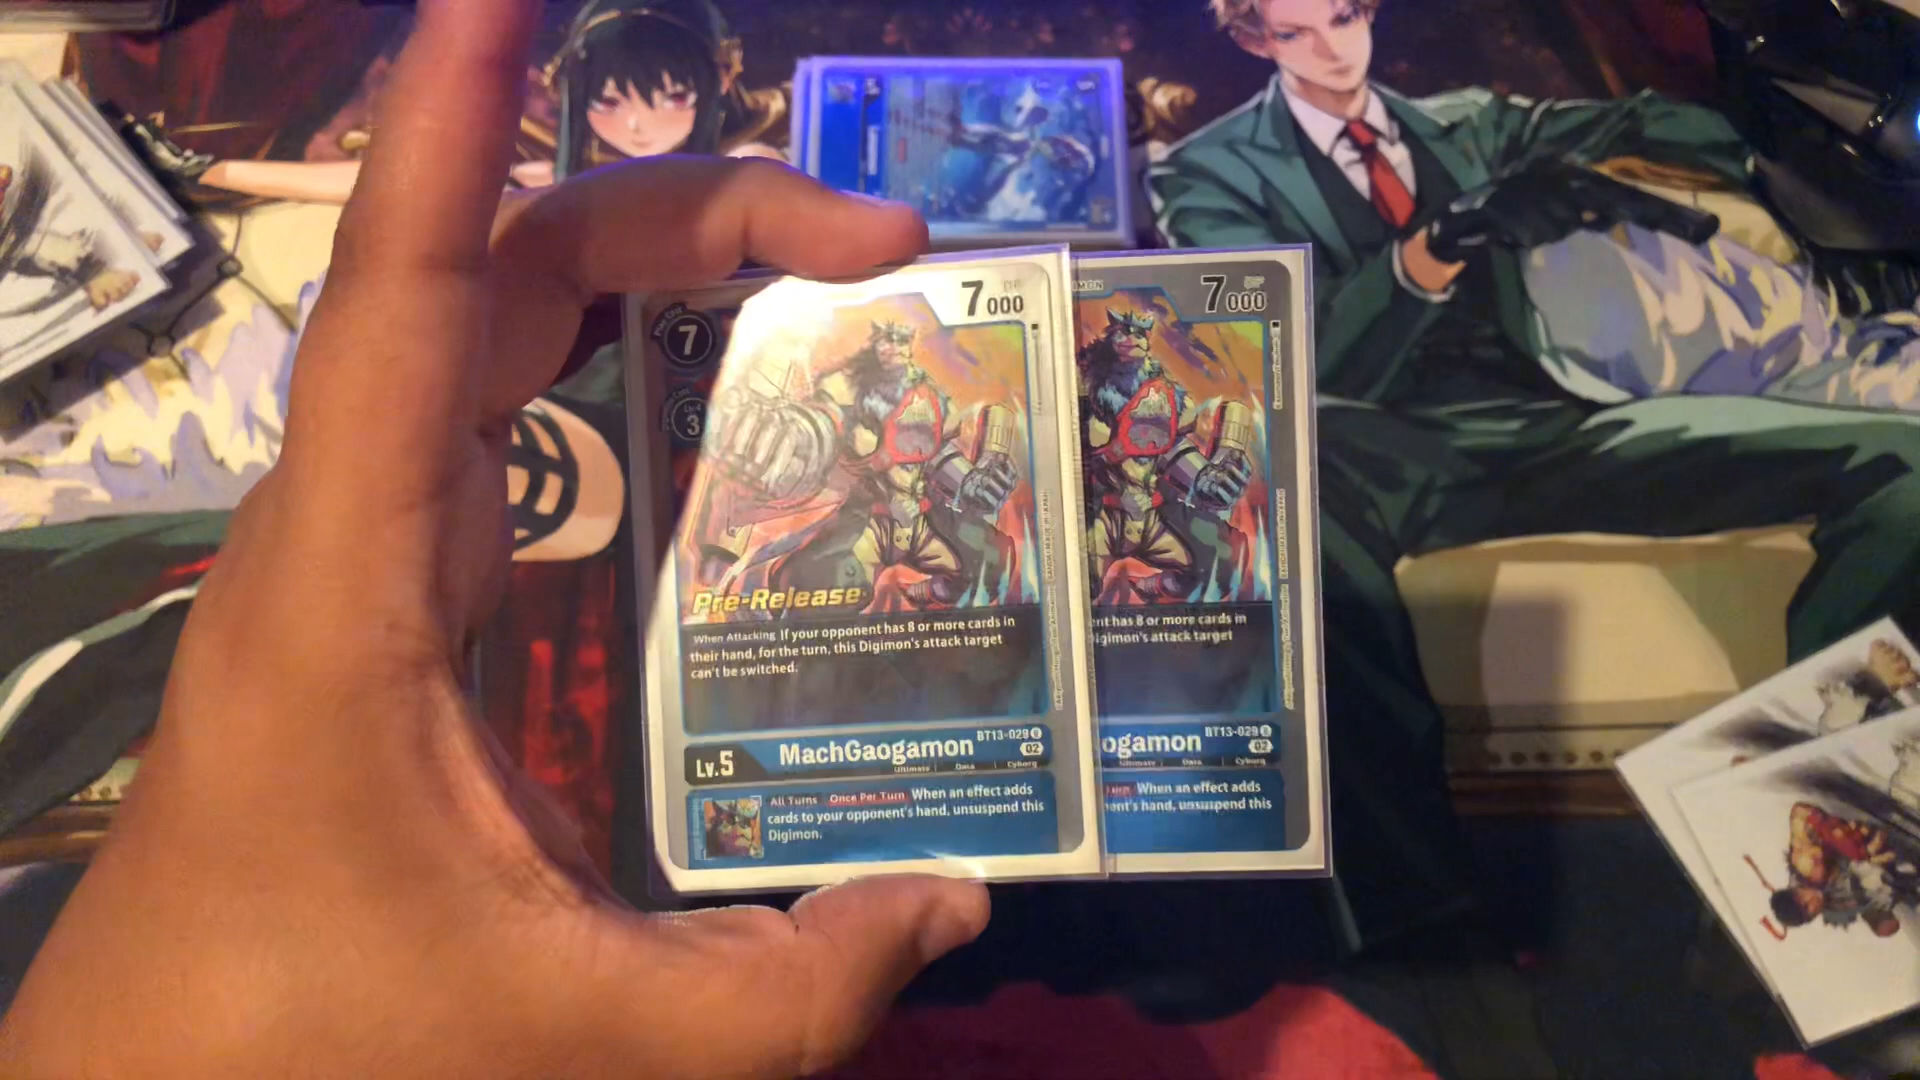 7000
7
3
Pre-Release
When Attacking If your opponent has 8 or more cards in
their hand, for the turn, this Digimon's attack target
can't be switched.
BT13-029 U
02
Lv.5 MachGaogamon
Ultimate | Data | Cyborg
All Turns Once Per Turn When an effect adds
cards to your opponent's hand, unsuspend this
Digimon.
7000
nt has 8 or more cards in
Digimon's attack target
BT13-029 U
02
ogamon
Ultimate | Data | Cyborg
When an effect adds
nent's hand, unsuspend this